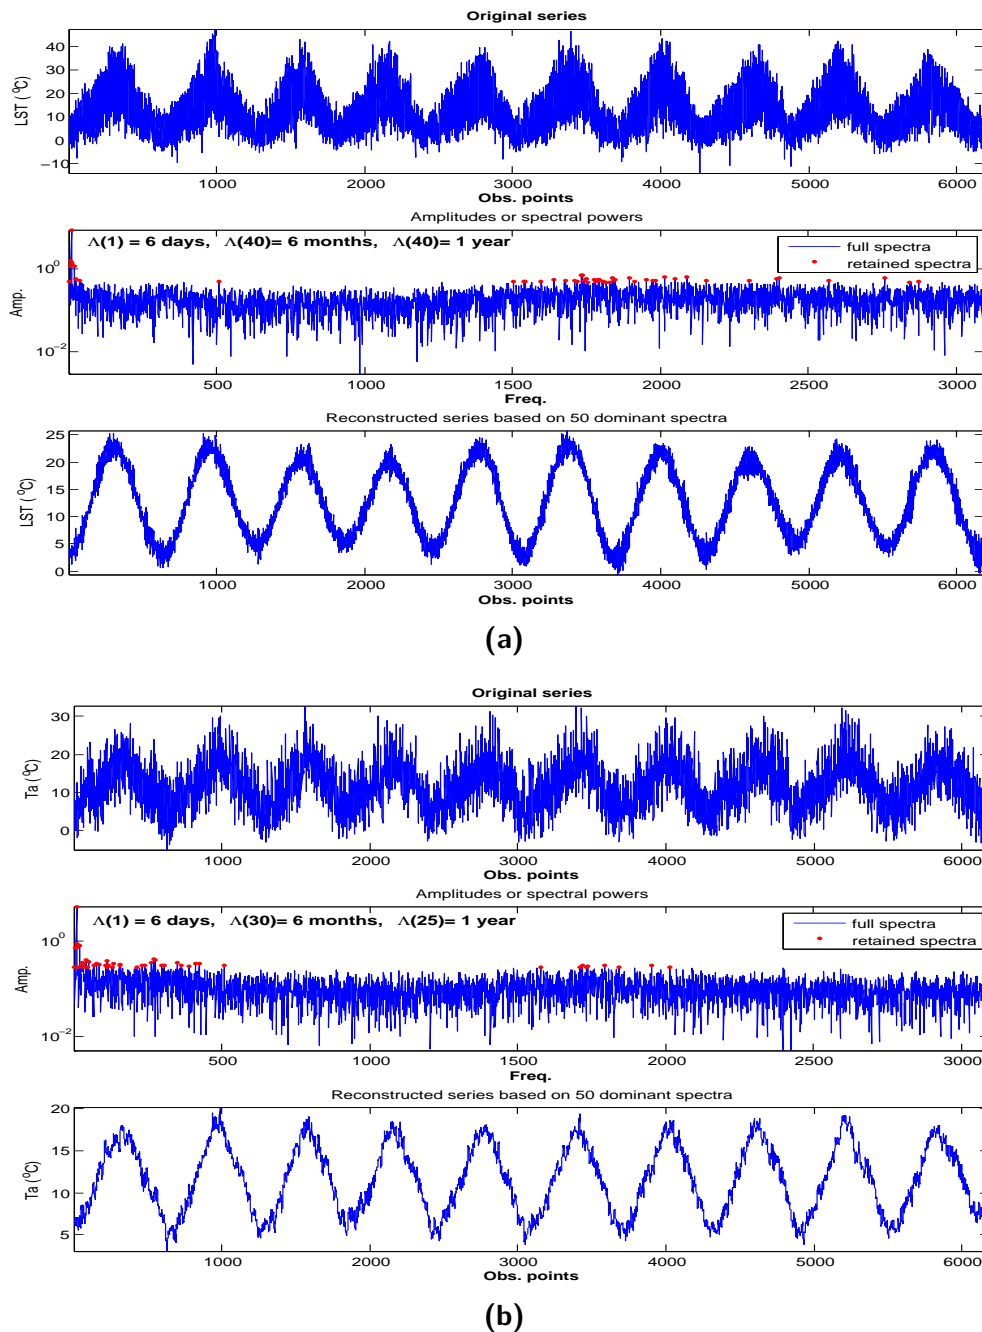 Original series
LST (⁰C)
40
30
20
10
0
−10
1000 2000 3000 4000 5000 6000
Obs. points
Amplitudes or spectral powers
Λ(1) = 6 days, Λ(40)= 6 months, Λ(40)= 1 year
full spectra
retained spectra
Amp.
10⁰
10⁻²
500 1000 1500 2000 2500 3000
Freq.
Reconstructed series based on 50 dominant spectra
LST (⁰C)
25
20
15
10
5
0
1000 2000 3000 4000 5000 6000
Obs. points
(a)
Original series
Ta (⁰C)
30
20
10
0
1000 2000 3000 4000 5000 6000
Obs. points
Amplitudes or spectral powers
Λ(1) = 6 days, Λ(30)= 6 months, Λ(25)= 1 year
full spectra
retained spectra
Amp.
10⁰
10⁻²
500 1000 1500 2000 2500 3000
Freq.
Reconstructed series based on 50 dominant spectra
Ta (⁰C)
20
15
10
5
1000 2000 3000 4000 5000 6000
Obs. points
(b)